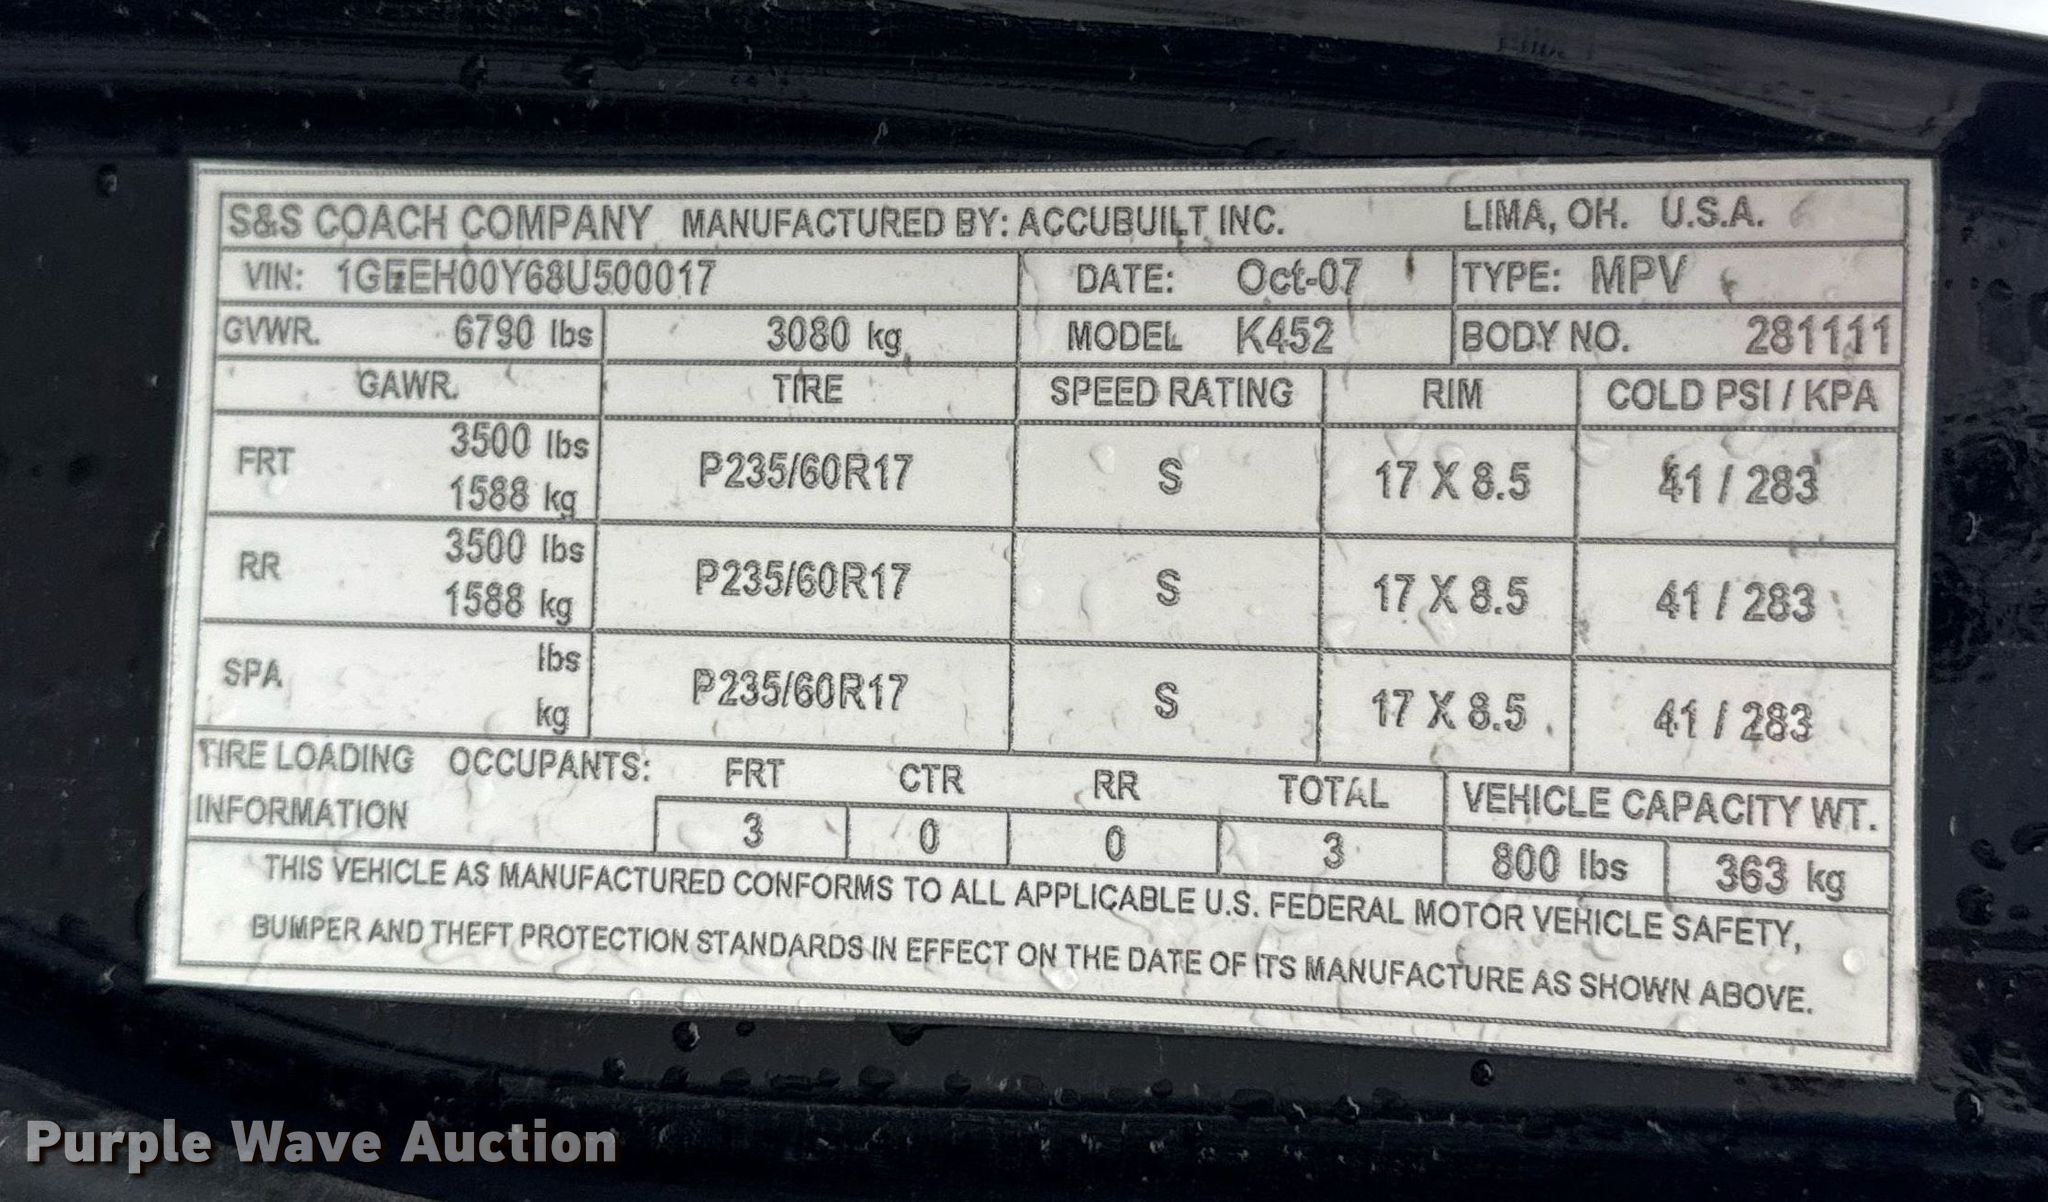 S&S COACH COMPANY MANUFACTURED BY: ACCUBUILT INC. LIMA, OH. U.S.A.
VIN: 1GEEH00Y68U500017 DATE: Oct-07 TYPE: MPV
GVWR. 6790 lbs 3080 kg MODEL K452 BODY NO. 281111
GAWR. TIRE SPEED RATING RIM COLD PSI / KPA
FRT 3500 lbs 1588 kg P235/60R17 S 17 X 8.5 41 / 283
RR 3500 lbs 1588 kg P235/60R17 S 17 X 8.5 41 / 283
SPA lbs kg P235/60R17 S 17 X 8.5 41 / 283
TIRE LOADING OCCUPANTS: FRT CTR RR TOTAL VEHICLE CAPACITY WT.
INFORMATION 3 0 0 3 800 lbs 363 kg
THIS VEHICLE AS MANUFACTURED CONFORMS TO ALL APPLICABLE U.S. FEDERAL MOTOR VEHICLE SAFETY,
BUMPER AND THEFT PROTECTION STANDARDS IN EFFECT ON THE DATE OF ITS MANUFACTURE AS SHOWN ABOVE.
Purple Wave Auction